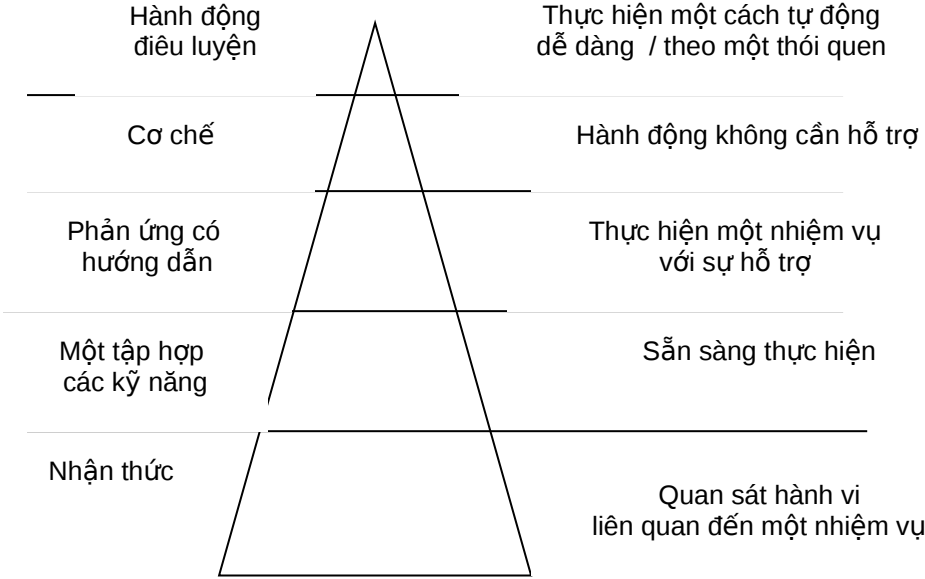 Hành động
điêu luyện
Thực hiện một cách tự động
dễ dàng / theo một thói quen
Cơ chế
Hành động không cần hỗ trợ
Phản ứng có
hướng dẫn
Thực hiện một nhiệm vụ
với sự hỗ trợ
Một tập hợp
các kỹ năng
Sẵn sàng thực hiện
Nhận thức
Quan sát hành vi
liên quan đến một nhiệm vụ